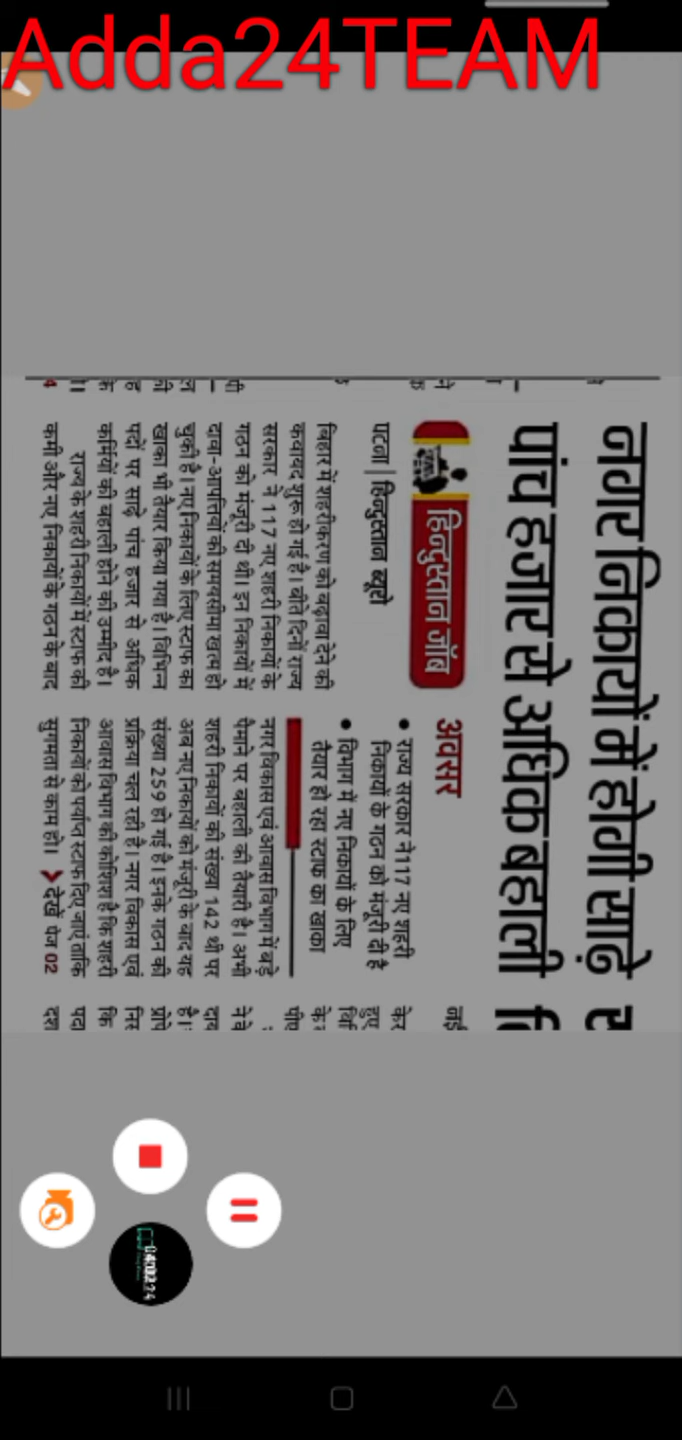 Adda24TEAM
नगर निकायों में होगी साढ़े
पांच हजार से अधिक बहाली
हिन्दुस्तान जॉब
पटना | हिन्दुस्तान ब्यूरो
बिहार में शहरीकरण को बढ़ावा देने की
कवायद शुरू हो गई है। बीते दिनों राज्य
सरकार ने 117 नए शहरी निकायों के
गठन को मंजूरी दी थी। इन निकायों में
दावा-आपत्तियों की समयसीमा खत्म हो
चुकी है। नए निकायों के लिए स्टाफ का
खाका भी तैयार किया गया है। विभिन्न
पदों पर साढ़े पांच हजार से अधिक
कर्मियों की बहाली होने की उम्मीद है।
राज्य के शहरी निकायों में स्टाफ की
कमी और नए निकायों के गठन के बाद
अवसर
• राज्य सरकार ने117 नए शहरी
निकायों के गठन को मंजूरी दी है
• विभाग में नए निकायों के लिए
तैयार हो रहा स्टाफ का खाका
नगर विकास एवं आवास विभाग में बड़े
पैमाने पर बहाली की तैयारी है। अभी
शहरी निकायों की संख्या 142 थी पर
अब नए निकायों को मंजूरी के बाद यह
संख्या 259 हो गई है। इनके गठन की
प्रक्रिया चल रही है। नगर विकास एवं
आवास विभाग की कोशिश है कि शहरी
निकायों को पर्याप्त स्टाफ दिए जाएं ताकि
सुगमता से काम हो। देखें पेज 02